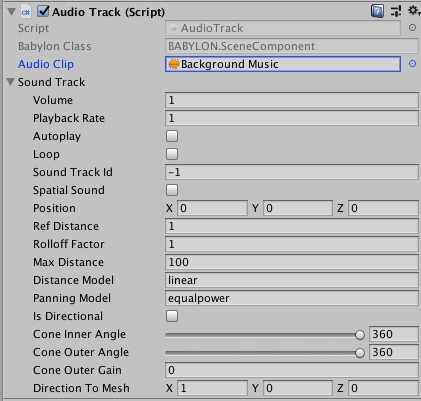 Audio Track (Script)
Script AudioTrack
Babylon Class BABYLON.SceneComponent
Audio Clip Background Music
Sound Track
Volume 1
Playback Rate 1
Autoplay
Loop
Sound Track Id -1
Spatial Sound
Position X 0 Y 0 Z 0
Ref Distance 1
Rolloff Factor 1
Max Distance 100
Distance Model linear
Panning Model equalpower
Is Directional
Cone Inner Angle 360
Cone Outer Angle 360
Cone Outer Gain 0
Direction To Mesh X 1 Y 0 Z 0